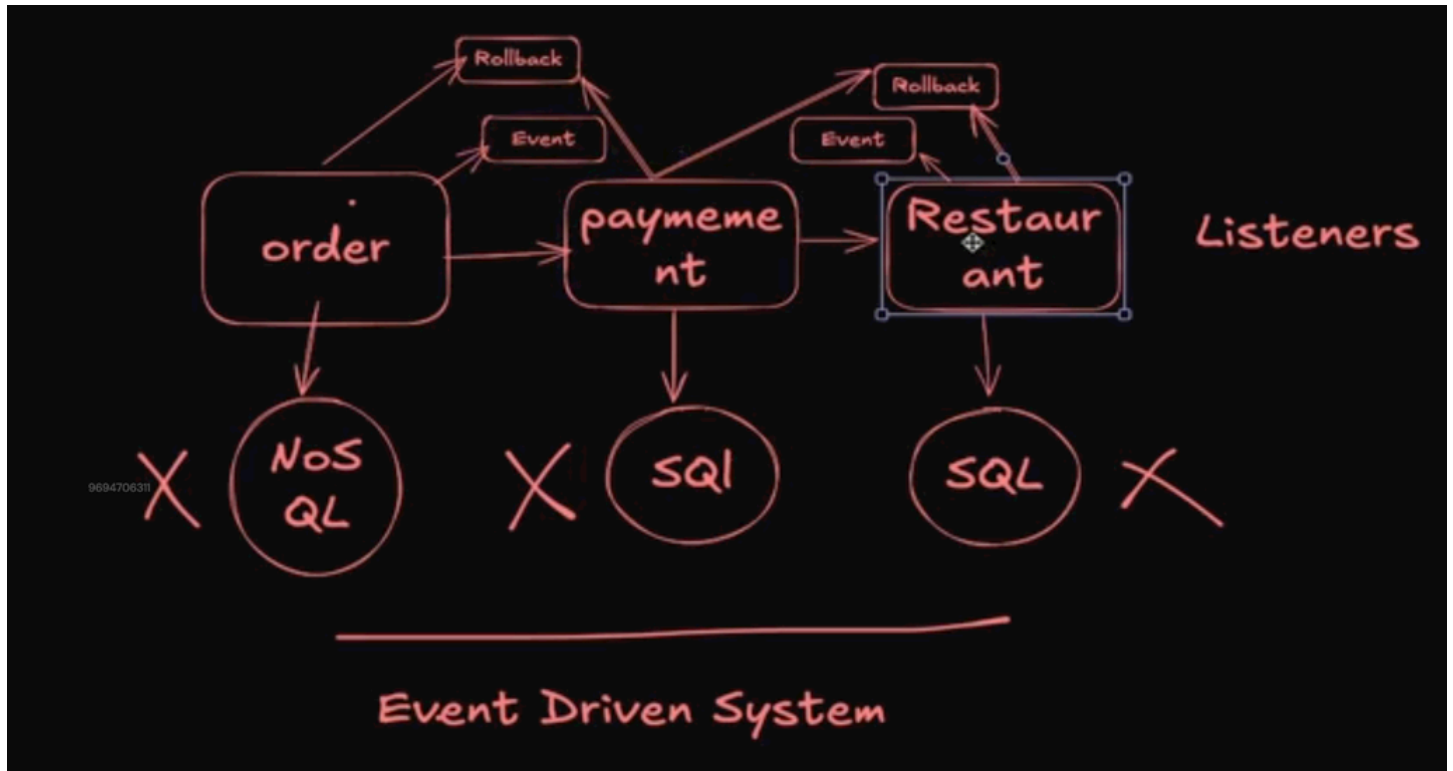 Rollback
Rollback
Event
Event
order
paymeme
nt
Restaur
ant
Listeners
NoS
QL
SQl
SQL
9694706311
Event Driven System